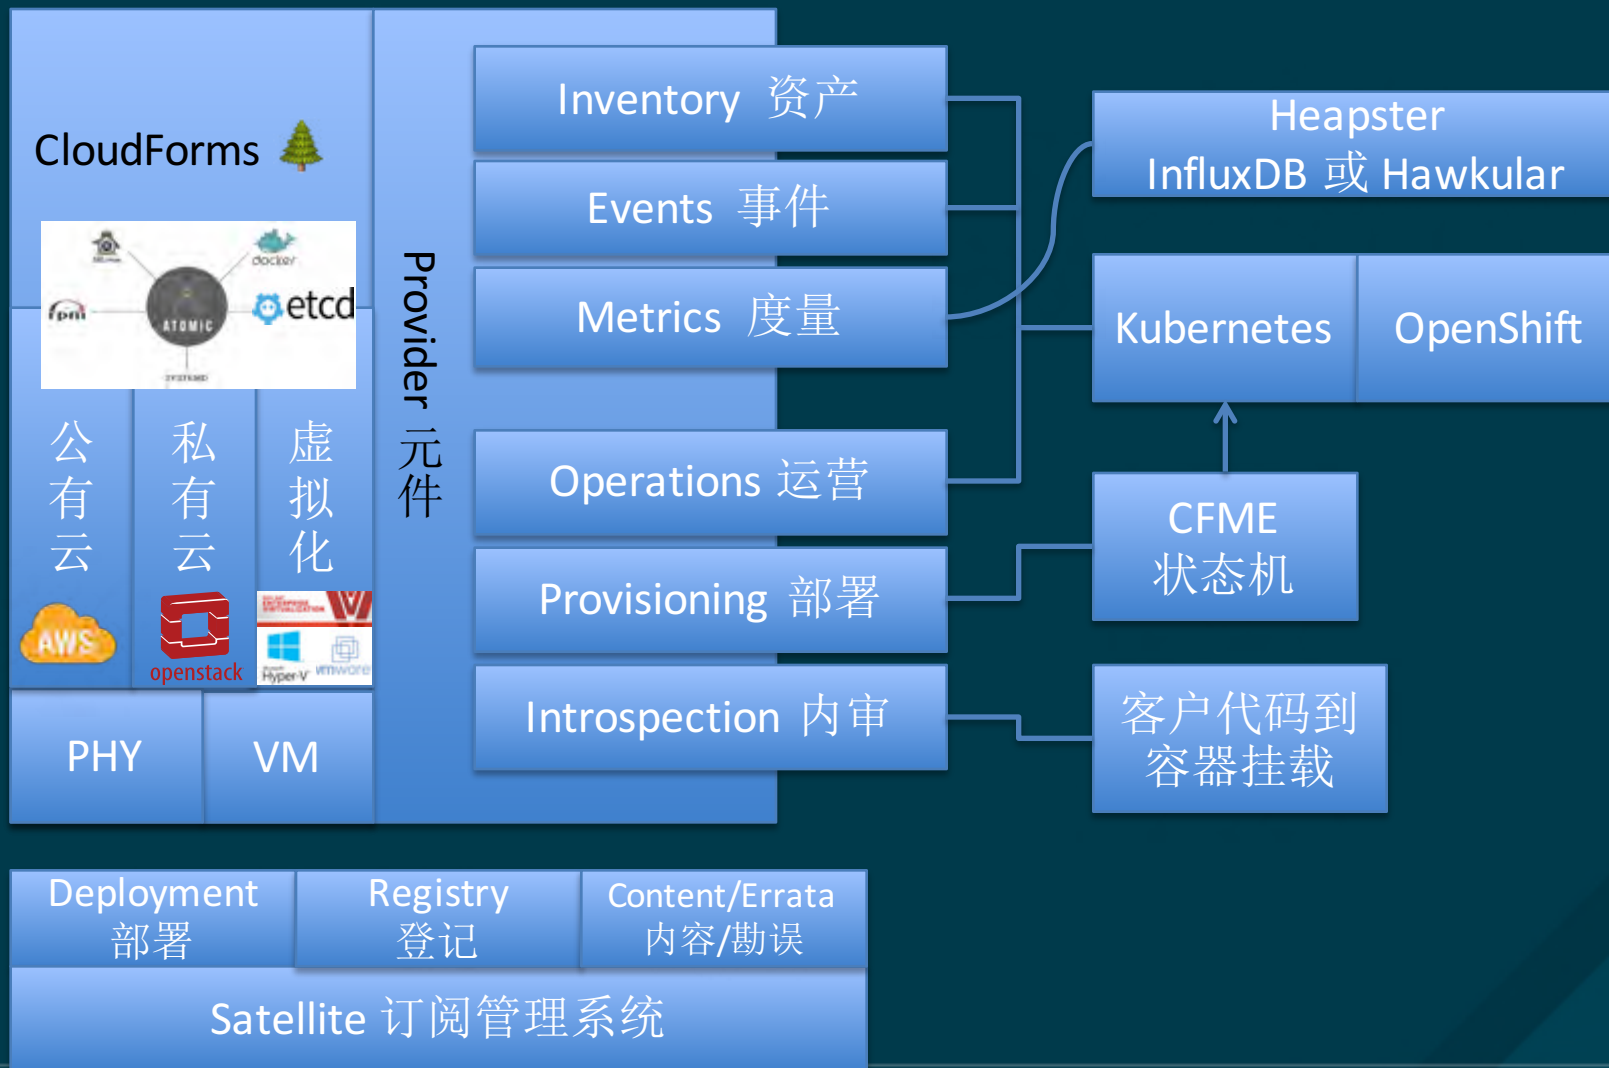 CloudForms
docker
rpm
ATOMIC
etcd
SYSTEMD
公有云
私有云
虚拟化
AWS
openstack
ENTERPRISE
VIRTUALIZATION
Hyper-V
vmware
PHY
VM
Provider 元件
Inventory 资产
Events 事件
Metrics 度量
Operations 运营
Provisioning 部署
Introspection 内审
Heapster
InfluxDB 或 Hawkular
Kubernetes
OpenShift
CFME
状态机
客户代码到
容器挂载
Deployment
部署
Registry
登记
Content/Errata
内容/勘误
Satellite 订阅管理系统